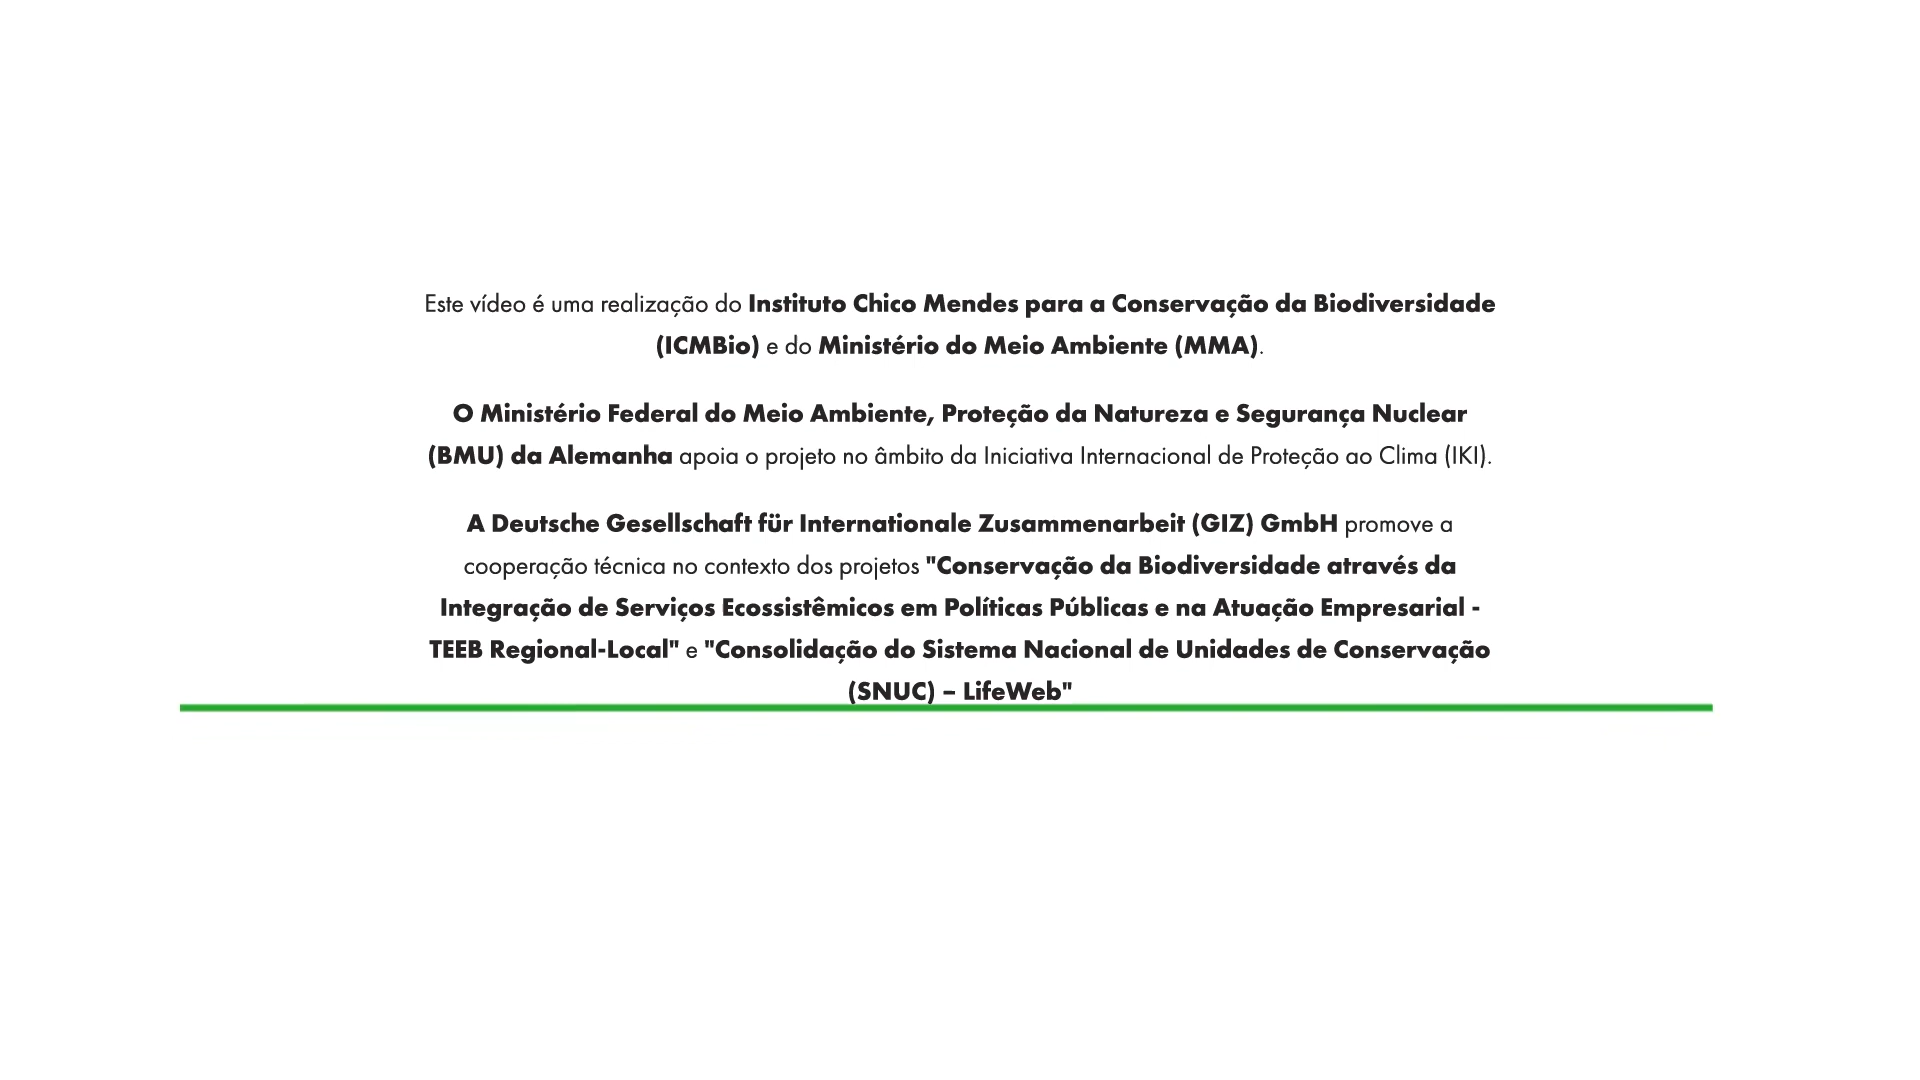 Este vídeo é uma realização do Instituto Chico Mendes para a Conservação da Biodiversidade
(ICMBio) e do Ministério do Meio Ambiente (MMA).
O Ministério Federal do Meio Ambiente, Proteção da Natureza e Segurança Nuclear
(BMU) da Alemanha apoia o projeto no âmbito da Iniciativa Internacional de Proteção ao Clima (IKI).
A Deutsche Gesellschaft für Internationale Zusammenarbeit (GIZ) GmbH promove a
cooperação técnica no contexto dos projetos "Conservação da Biodiversidade através da
Integração de Serviços Ecossistêmicos em Políticas Públicas e na Atuação Empresarial -
TEEB Regional-Local" e "Consolidação do Sistema Nacional de Unidades de Conservação
(SNUC) – LifeWeb"